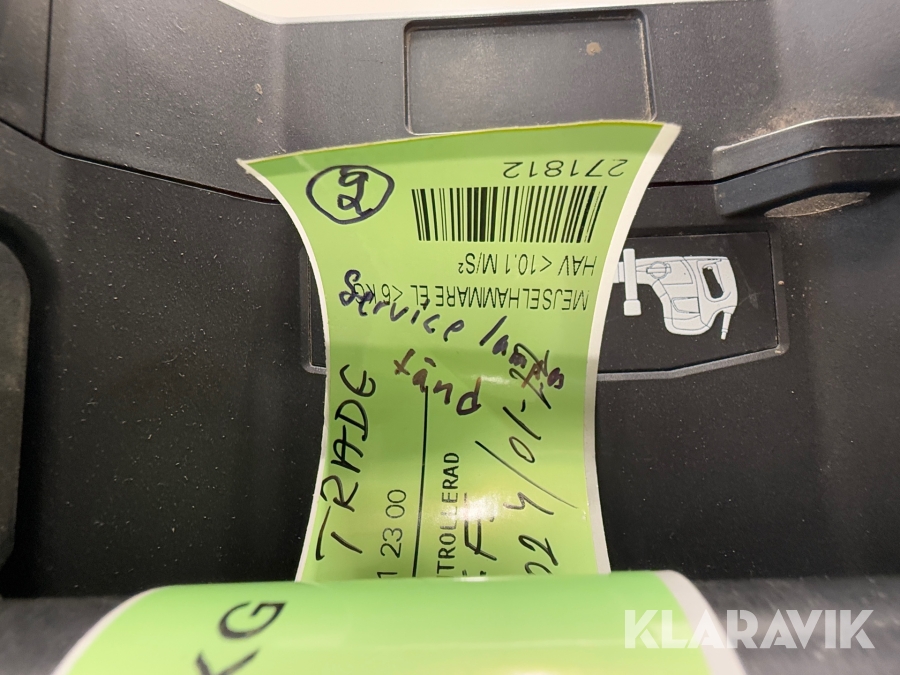 271812
HAV <10.1 M/S²
MEJSELHAMMARE EL <6 KG
Service lampa
tänd
TRADE
1 23 00
TROLLERAD
KG
KLARAVIK